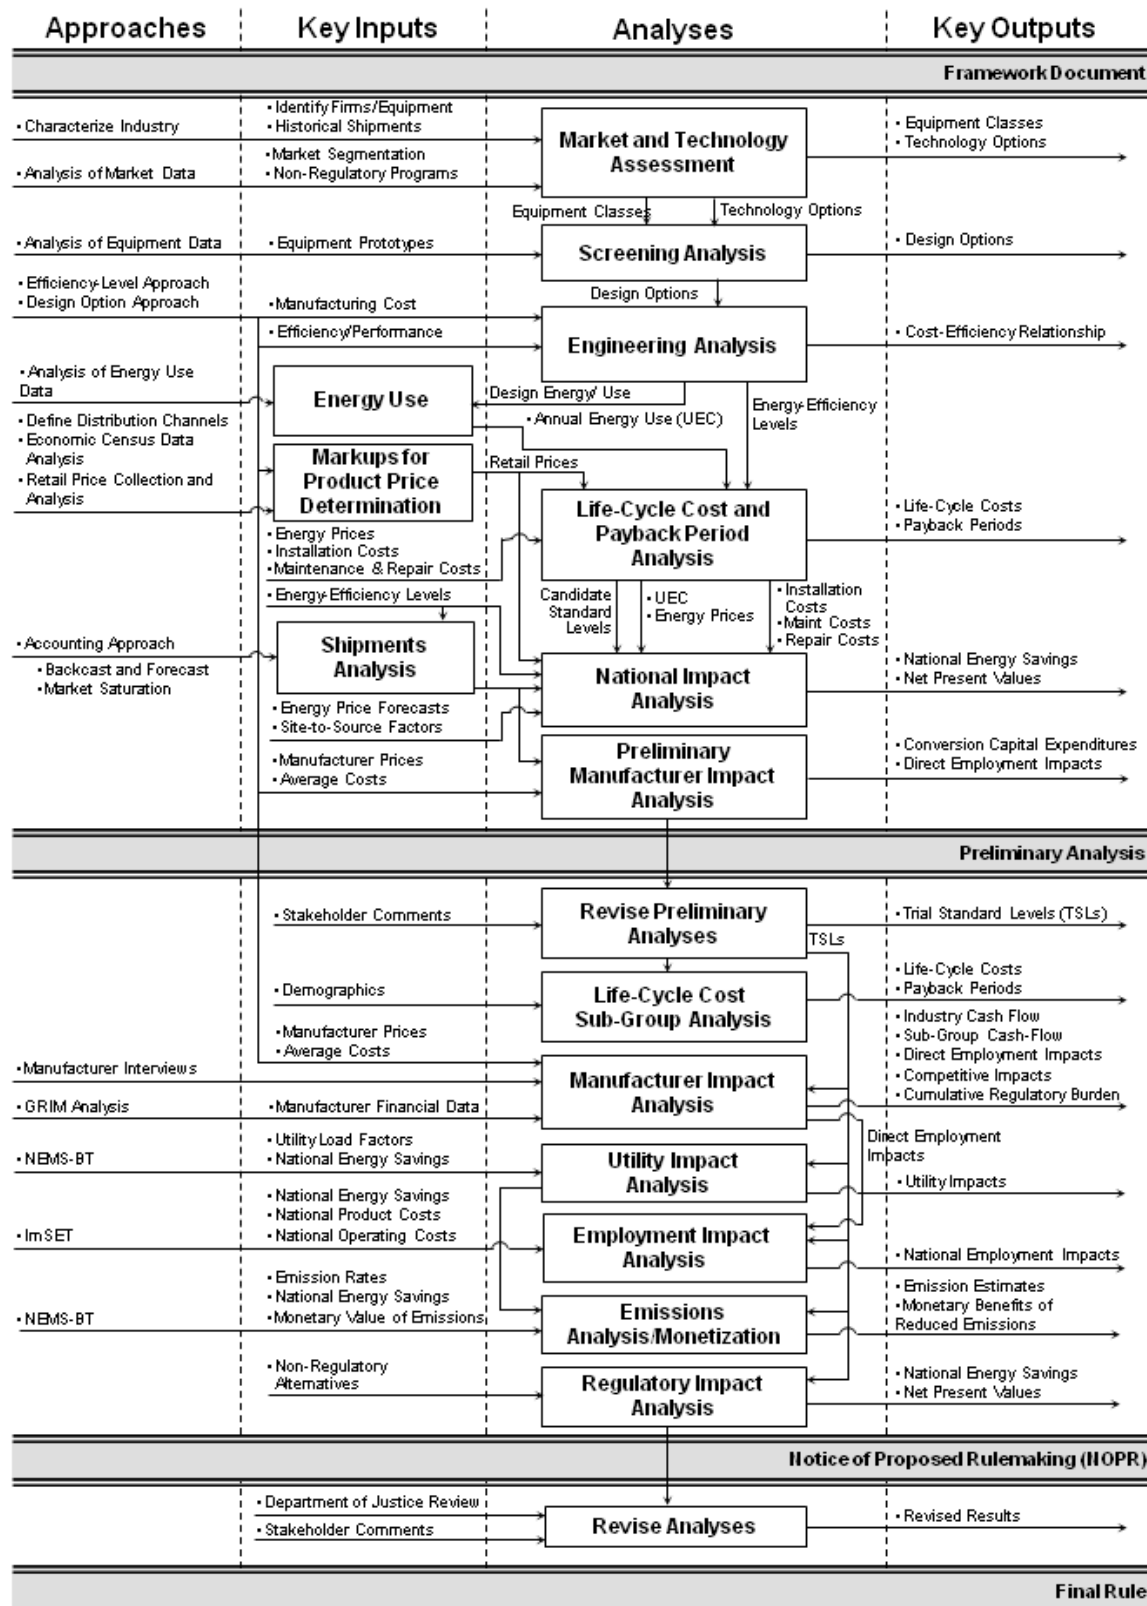 Approaches
Key Inputs
Analyses
Key Outputs
Framework Document
• Characterize Industry
• Analysis of Market Data
• Identify Firms/Equipment
• Historical Shipments
• Market Segmentation
• Non-Regulatory Programs
Market and Technology
Assessment
• Equipment Classes
• Technology Options
Equipment Classes
Technology Options
• Analysis of Equipment Data
• Equipment Prototypes
Screening Analysis
• Design Options
• Efficiency-Level Approach
• Design Option Approach
Design Options
• Manufacturing Cost
• Efficiency/Performance
Engineering Analysis
• Cost-Efficiency Relationship
• Analysis of Energy Use
Data
Energy Use
Design Energy/ Use
• Annual Energy Use (UEC)
Energy-Efficiency
Levels
• Define Distribution Channels
• Economic Census Data
Analysis
• Retail Price Collection and
Analysis
Markups for
Product Price
Determination
Retail Prices
• Energy Prices
• Installation Costs
• Maintenance & Repair Costs
Life-Cycle Cost and
Payback Period
Analysis
• Life-Cycle Costs
• Payback Periods
• Energy-Efficiency Levels
Candidate
Standard
Levels
• UEC
• Energy Prices
• Installation
Costs
• Maint Costs
• Repair Costs
• Accounting Approach
• Backcast and Forecast
• Market Saturation
Shipments
Analysis
National Impact
Analysis
• National Energy Savings
• Net Present Values
• Energy Price Forecasts
• Site-to-Source Factors
• Manufacturer Prices
• Average Costs
Preliminary
Manufacturer Impact
Analysis
• Conversion Capital Expenditures
• Direct Employment Impacts
Preliminary Analysis
• Stakeholder Comments
Revise Preliminary
Analyses
• Trial Standard Levels (TSLs)
TSLs
• Demographics
Life-Cycle Cost
Sub-Group Analysis
• Life-Cycle Costs
• Payback Periods
• Manufacturer Prices
• Average Costs
• Manufacturer Interviews
• GRIM Analysis
• Manufacturer Financial Data
Manufacturer Impact
Analysis
• Industry Cash Flow
• Sub-Group Cash-Flow
• Direct Employment Impacts
• Competitive Impacts
• Cumulative Regulatory Burden
Direct Employment
Impacts
• NEMS-BT
• Utility Load Factors
• National Energy Savings
Utility Impact
Analysis
• Utility Impacts
• ImSET
• National Energy Savings
• National Product Costs
• National Operating Costs
Employment Impact
Analysis
• National Employment Impacts
• NEMS-BT
• Emission Rates
• National Energy Savings
• Monetary Value of Emissions
Emissions
Analysis/Monetization
• Emission Estimates
• Monetary Benefits of
Reduced Emissions
• Non-Regulatory
Alternatives
Regulatory Impact
Analysis
• National Energy Savings
• Net Present Values
Notice of Proposed Rulemaking (NOPR)
• Department of Justice Review
• Stakeholder Comments
Revise Analyses
• Revised Results
Final Rule